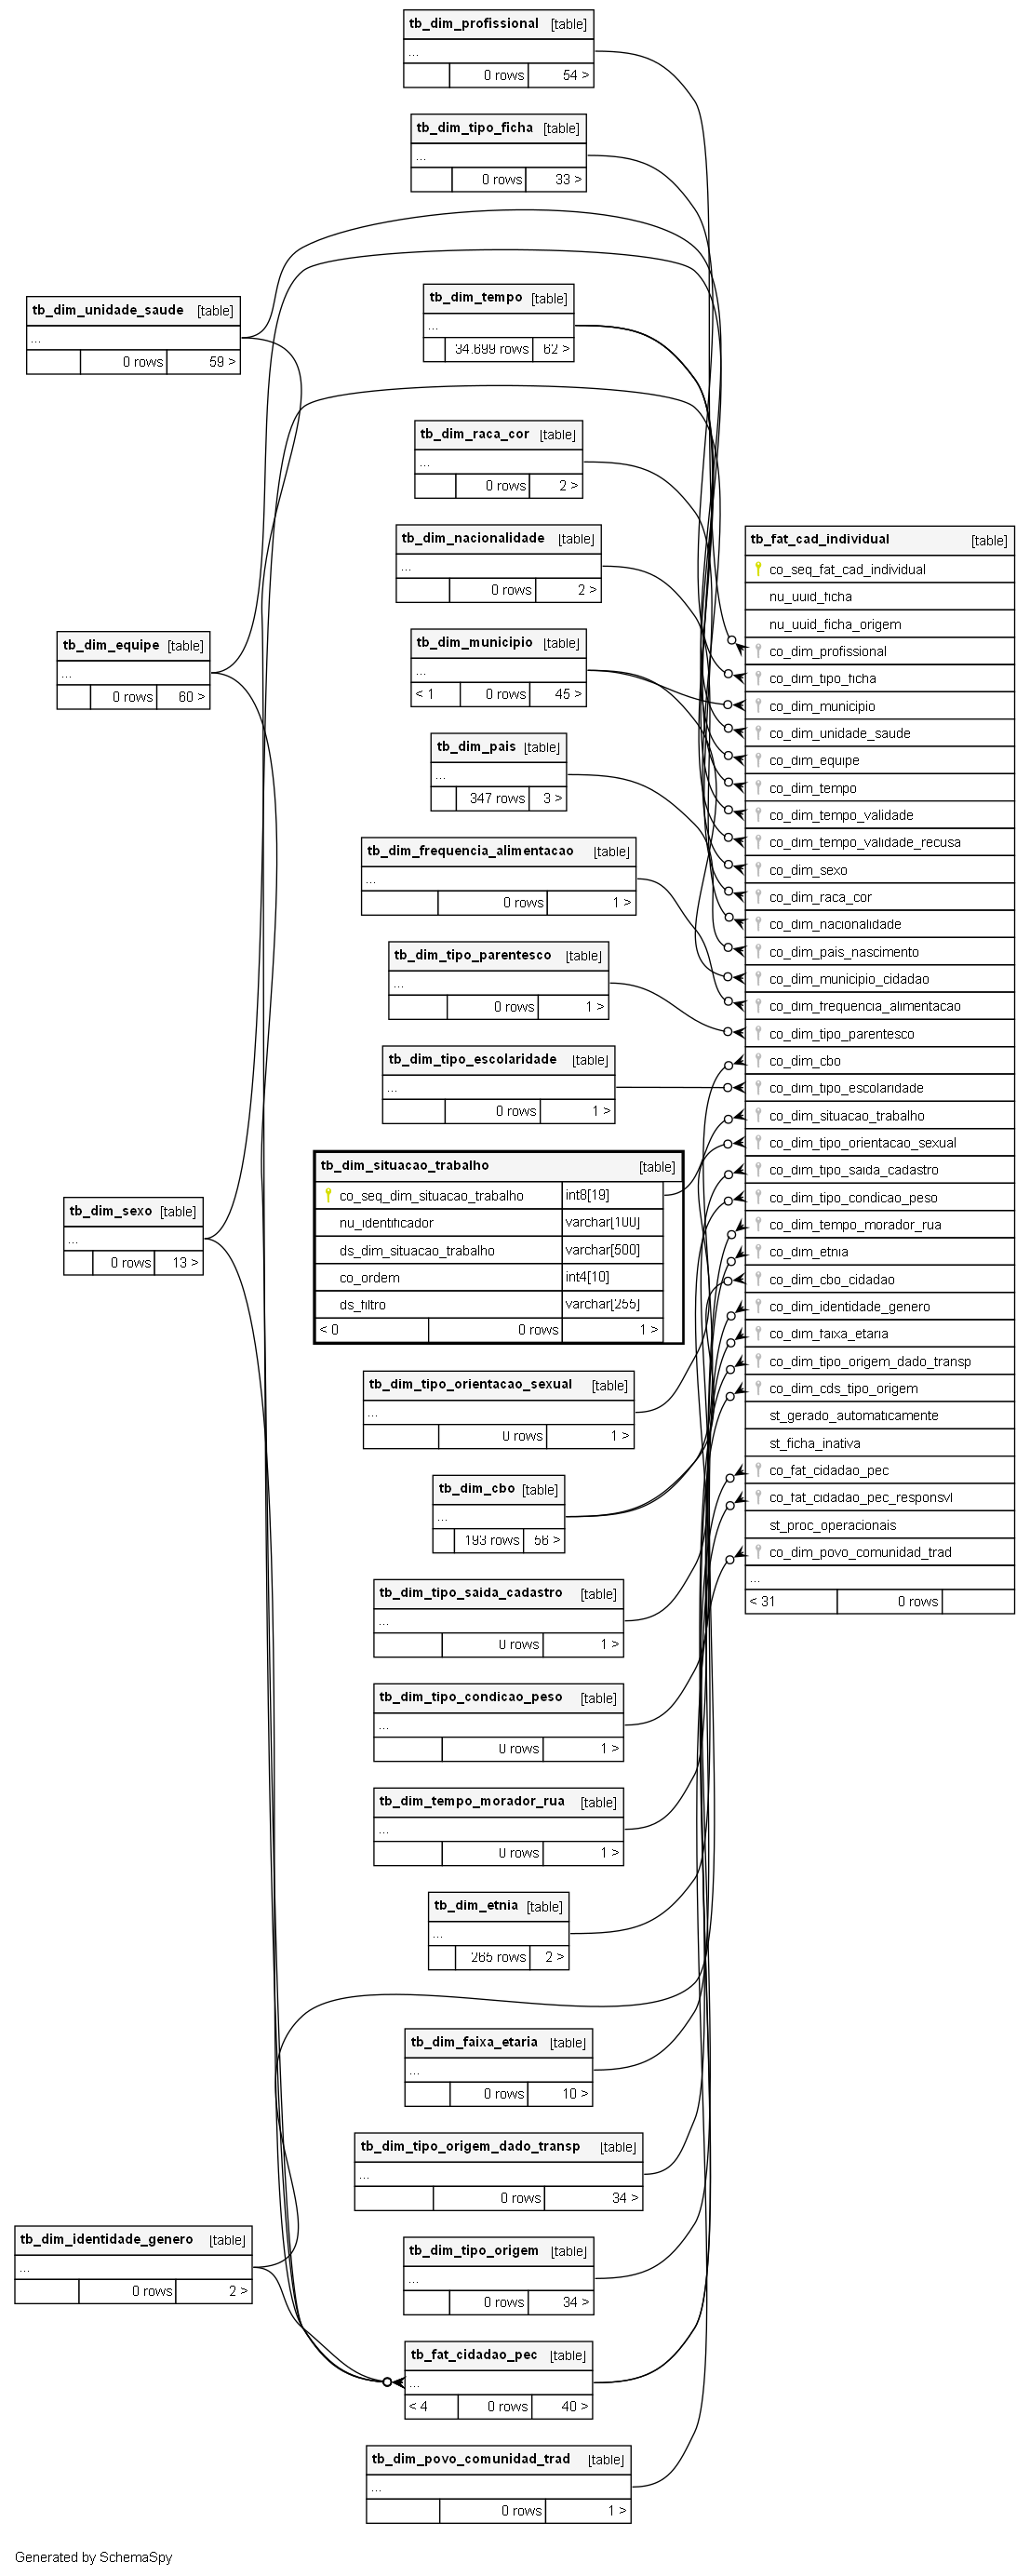 tb_dim_profissional [table]
...
0 rows 54 >
tb_dim_tipo_ficha [table]
...
0 rows 33 >
tb_dim_unidade_saude [table]
...
0 rows 59 >
tb_dim_tempo [table]
...
34.699 rows 62 >
tb_dim_raca_cor [table]
...
0 rows 2 >
tb_dim_nacionalidade [table]
...
0 rows 2 >
tb_dim_municipio [table]
...
< 1 0 rows 45 >
tb_dim_equipe [table]
...
0 rows 60 >
tb_dim_pais [table]
...
347 rows 3 >
tb_dim_frequencia_alimentacao [table]
...
0 rows 1 >
tb_dim_tipo_parentesco [table]
...
0 rows 1 >
tb_dim_tipo_escolaridade [table]
...
0 rows 1 >
tb_dim_situacao_trabalho [table]
co_seq_dim_situacao_trabalho int8[19]
nu_identificador varchar[100]
ds_dim_situacao_trabalho varchar[500]
co_ordem int4[10]
ds_filtro varchar[255]
< 0 0 rows 1 >
tb_dim_sexo [table]
...
0 rows 13 >
tb_dim_tipo_orientacao_sexual [table]
...
0 rows 1 >
tb_dim_cbo [table]
...
193 rows 56 >
tb_dim_tipo_saida_cadastro [table]
...
0 rows 1 >
tb_dim_tipo_condicao_peso [table]
...
0 rows 1 >
tb_dim_tempo_morador_rua [table]
...
0 rows 1 >
tb_dim_etnia [table]
...
265 rows 2 >
tb_dim_faixa_etaria [table]
...
0 rows 10 >
tb_dim_tipo_origem_dado_transp [table]
...
0 rows 34 >
tb_dim_identidade_genero [table]
...
0 rows 2 >
tb_dim_tipo_origem [table]
...
0 rows 34 >
tb_fat_cidadao_pec [table]
...
< 4 0 rows 40 >
tb_dim_povo_comunidad_trad [table]
...
0 rows 1 >
tb_fat_cad_individual [table]
co_seq_fat_cad_individual
nu_uuid_ficha
nu_uuid_ficha_origem
co_dim_profissional
co_dim_tipo_ficha
co_dim_municipio
co_dim_unidade_saude
co_dim_equipe
co_dim_tempo
co_dim_tempo_validade
co_dim_tempo_validade_recusa
co_dim_sexo
co_dim_raca_cor
co_dim_nacionalidade
co_dim_pais_nascimento
co_dim_municipio_cidadao
co_dim_frequencia_alimentacao
co_dim_tipo_parentesco
co_dim_cbo
co_dim_tipo_escolaridade
co_dim_situacao_trabalho
co_dim_tipo_orientacao_sexual
co_dim_tipo_saida_cadastro
co_dim_tipo_condicao_peso
co_dim_tempo_morador_rua
co_dim_etnia
co_dim_cbo_cidadao
co_dim_identidade_genero
co_dim_faixa_etaria
co_dim_tipo_origem_dado_transp
co_dim_cds_tipo_origem
st_gerado_automaticamente
st_ficha_inativa
co_fat_cidadao_pec
co_fat_cidadao_pec_responsvl
st_proc_operacionais
co_dim_povo_comunidad_trad
...
< 31 0 rows
Generated by SchemaSpy